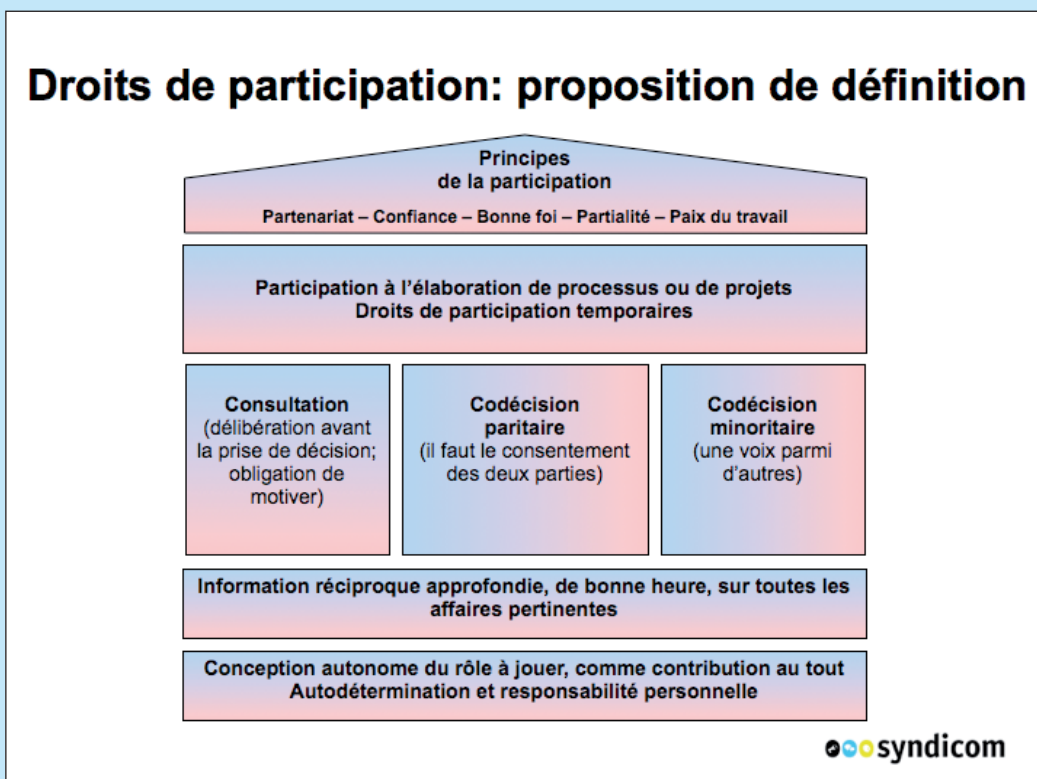 Droits de participation: proposition de définition
Principes
de la participation
Partenariat – Confiance – Bonne foi – Partialité – Paix du travail
Participation à l'élaboration de processus ou de projets
Droits de participation temporaires
Consultation
(délibération avant
la prise de décision;
obligation de
motiver)
Codécision
paritaire
(il faut le consentement
des deux parties)
Codécision
minoritaire
(une voix parmi
d'autres)
Information réciproque approfondie, de bonne heure, sur toutes les
affaires pertinentes
Conception autonome du rôle à jouer, comme contribution au tout
Autodétermination et responsabilité personnelle
syndicom